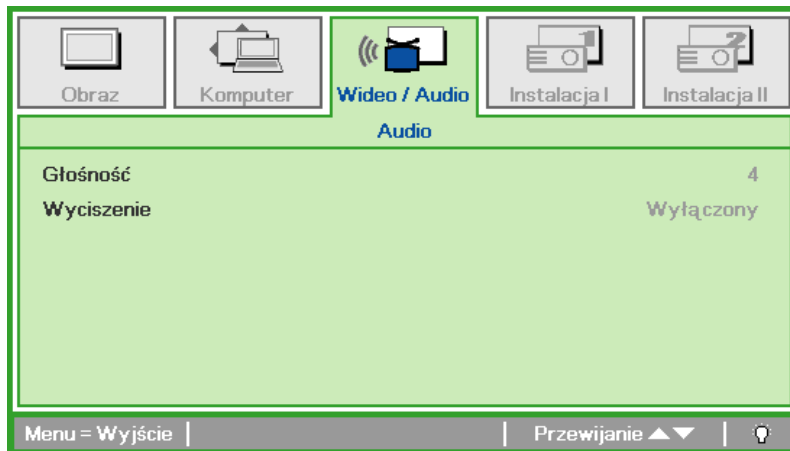 Obraz
Komputer
Wideo / Audio
Instalacja I
Instalacja II
Audio
Głośność 4
Wyciszenie Wyłączony
Menu = Wyjście Przewijanie ▲▼